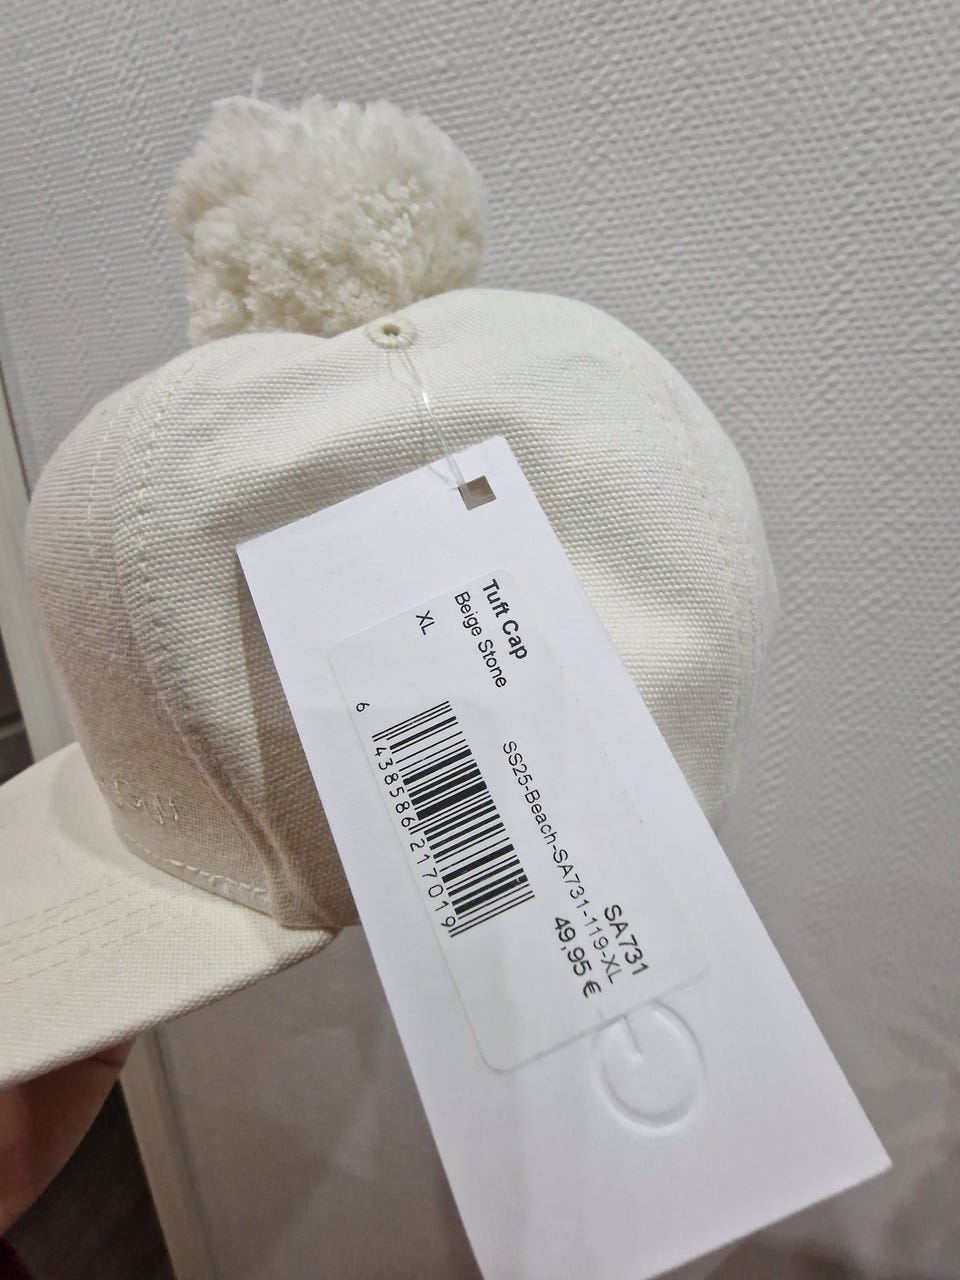 Tuft Cap
Beige Stone
XL
SA731
SS25-Beach-SA731-119-XL
49,95 €
6 438586 217019